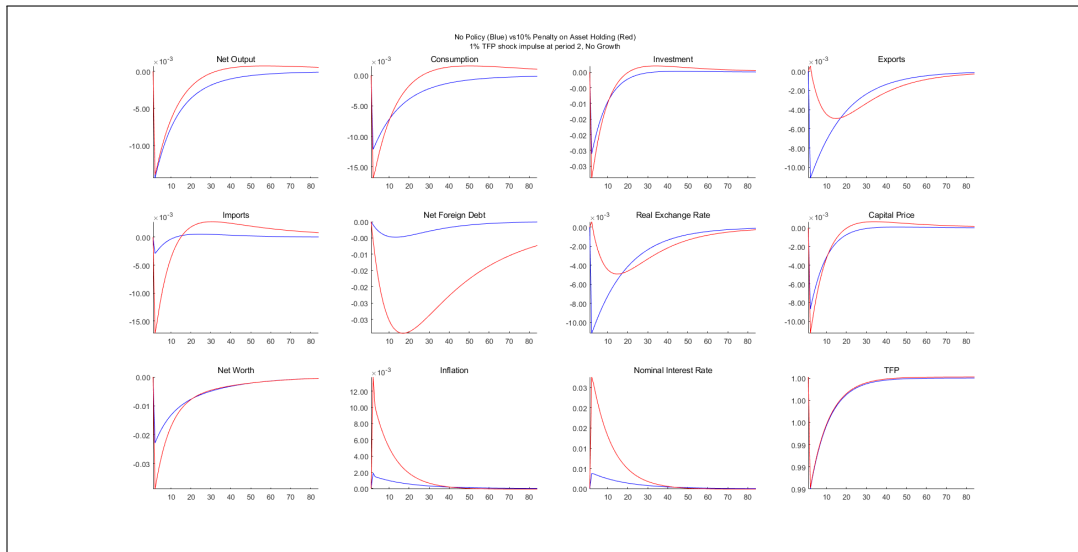 No Policy (Blue) vs10% Penalty on Asset Holding (Red)
1% TFP shock impulse at period 2, No Growth
Net Output
×10⁻³
0.00
-5.00
-10.00
10 20 30 40 50 60 70 80
Consumption
×10⁻³
0.00
-5.00
-10.00
-15.00
10 20 30 40 50 60 70 80
Investment
0.00
-0.01
-0.01
-0.02
-0.02
-0.03
-0.03
10 20 30 40 50 60 70 80
Exports
×10⁻³
0.00
-2.00
-4.00
-6.00
-8.00
-10.00
10 20 30 40 50 60 70 80
Imports
×10⁻³
0.00
-5.00
-10.00
-15.00
10 20 30 40 50 60 70 80
Net Foreign Debt
0.00
-0.01
-0.01
-0.02
-0.02
-0.03
-0.03
10 20 30 40 50 60 70 80
Real Exchange Rate
×10⁻³
0.00
-2.00
-4.00
-6.00
-8.00
-10.00
10 20 30 40 50 60 70 80
Capital Price
×10⁻³
0.00
-2.00
-4.00
-6.00
-8.00
-10.00
10 20 30 40 50 60 70 80
Net Worth
0.00
-0.01
-0.02
-0.03
10 20 30 40 50 60 70 80
Inflation
×10⁻³
12.00
10.00
8.00
6.00
4.00
2.00
0.00
10 20 30 40 50 60 70 80
Nominal Interest Rate
0.03
0.03
0.02
0.01
0.01
0.00
10 20 30 40 50 60 70 80
TFP
1.00
1.00
1.00
0.99
0.99
0.99
10 20 30 40 50 60 70 80